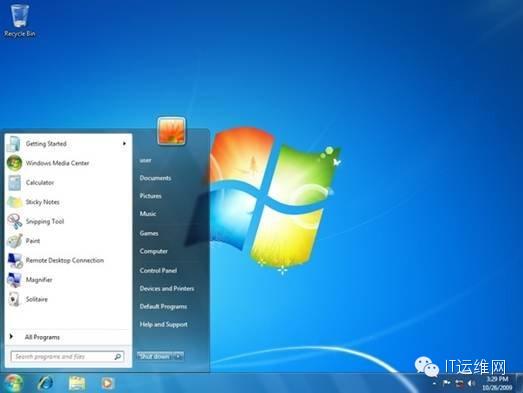 Recycle Bin
Getting Started
Windows Media Center
Calculator
Sticky Notes
Snipping Tool
Paint
Remote Desktop Connection
Magnifier
Solitaire
All Programs
Search programs and files
user
Documents
Pictures
Music
Games
Computer
Control Panel
Devices and Printers
Default Programs
Help and Support
Shut down
IT运维网
3:29 PM
10/26/2009